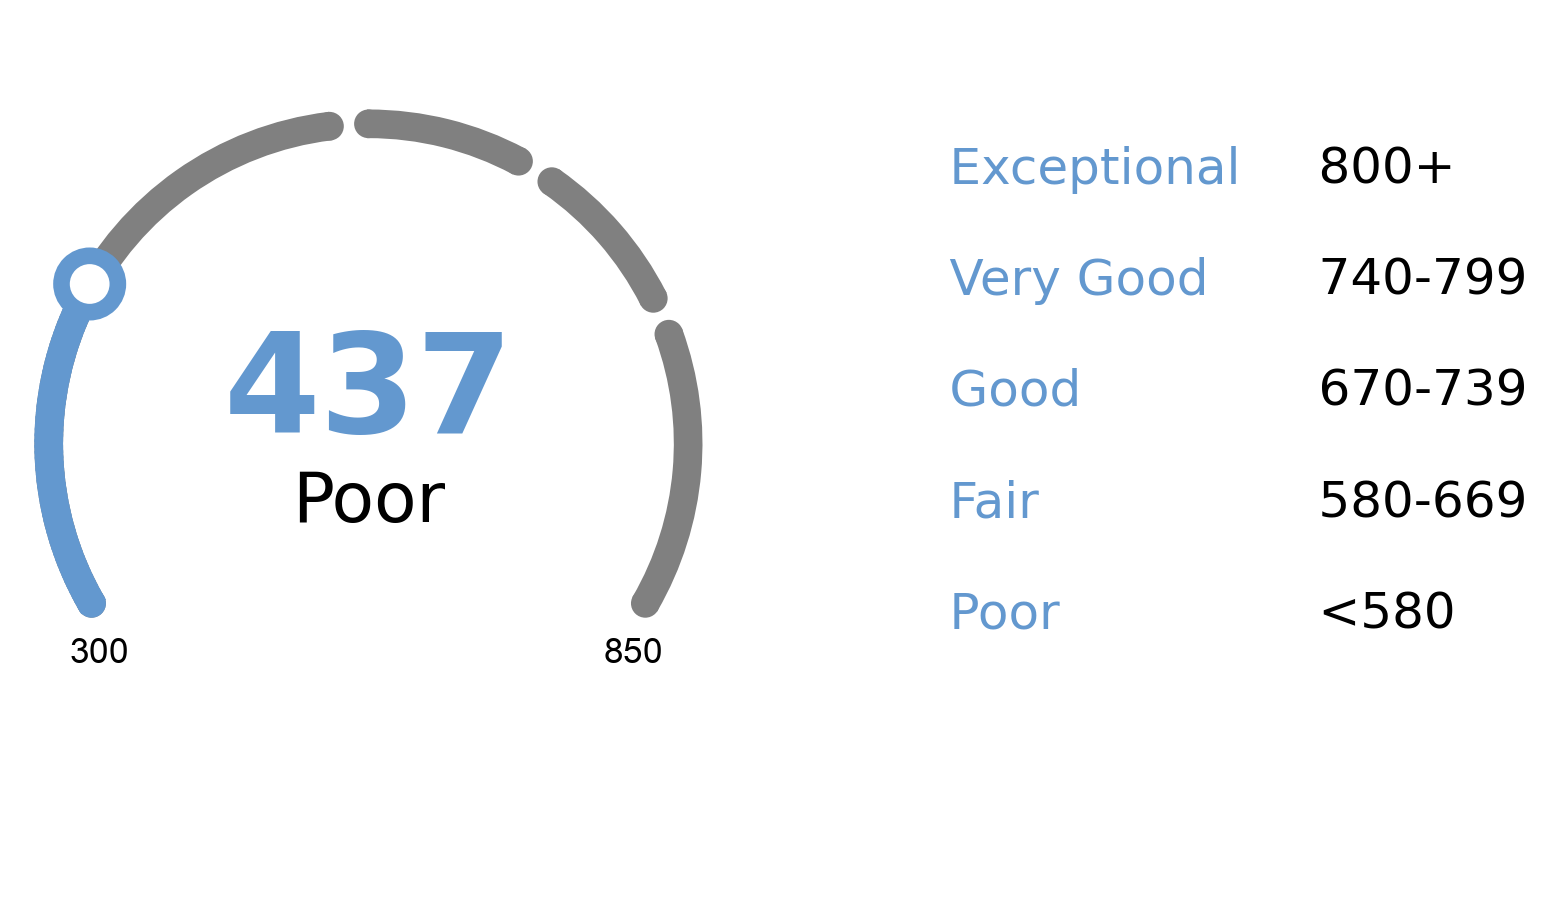 437
Poor
300 850
Exceptional 800+
Very Good 740-799
Good 670-739
Fair 580-669
Poor <580